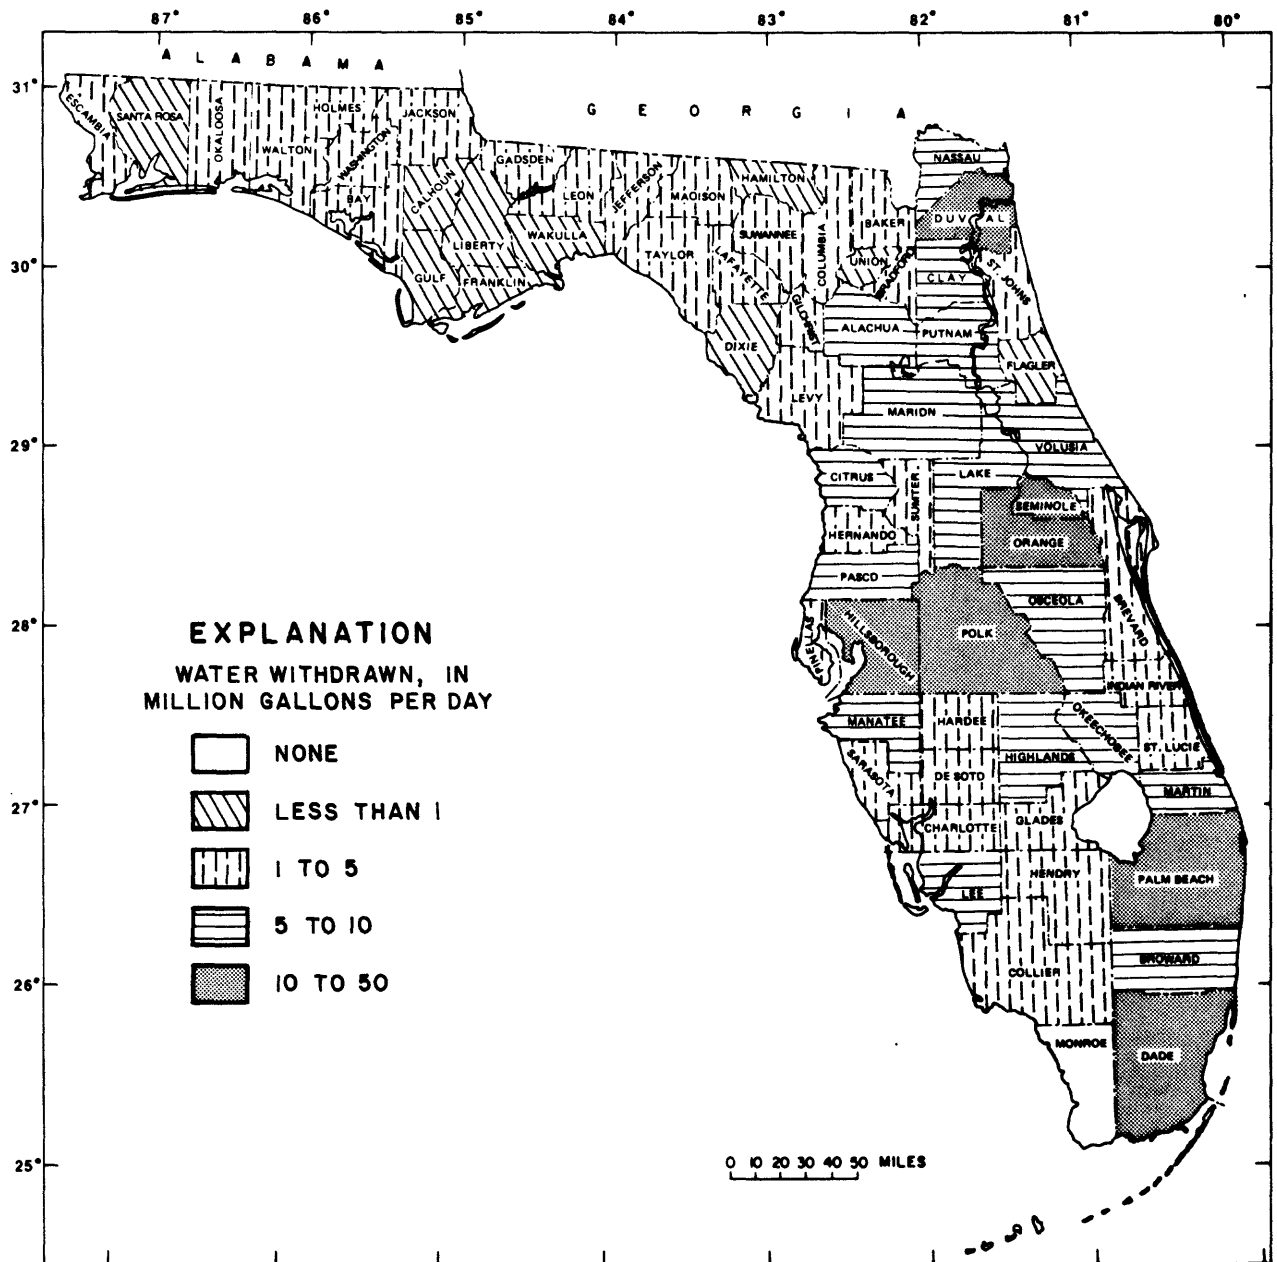 87° 86° 85° 84° 83° 82° 81° 80°
A L A B A M A
31°
G E O R G I A
ESCAMBIA
SANTA ROSA
OKALOOSA
WALTON
HOLMES
WASHINGTON
JACKSON
BAY
CALHOUN
GULF
LIBERTY
FRANKLIN
GADSDEN
LEON
WAKULLA
JEFFERSON
MADISON
TAYLOR
HAMILTON
SUWANNEE
LAFAYETTE
DIXIE
COLUMBIA
GILCHRIST
BAKER
UNION
BRADFORD
NASSAU
DUVAL
CLAY
ST. JOHNS
30°
ALACHUA
PUTNAM
FLAGLER
LEVY
MARION
VOLUSIA
29°
CITRUS
SUMTER
LAKE
SEMINOLE
HERNANDO
ORANGE
PASCO
OSCEOLA
BREVARD
28°
PINELLAS
HILLSBOROUGH
POLK
INDIAN RIVER
MANATEE
HARDEE
OKEECHOBEE
ST. LUCIE
SARASOTA
DE SOTO
HIGHLANDS
MARTIN
27°
CHARLOTTE
GLADES
LEE
HENDRY
PALM BEACH
26°
COLLIER
BROWARD
MONROE
DADE
25°
EXPLANATION
WATER WITHDRAWN, IN
MILLION GALLONS PER DAY
NONE
LESS THAN 1
1 TO 5
5 TO 10
10 TO 50
0 10 20 30 40 50 MILES